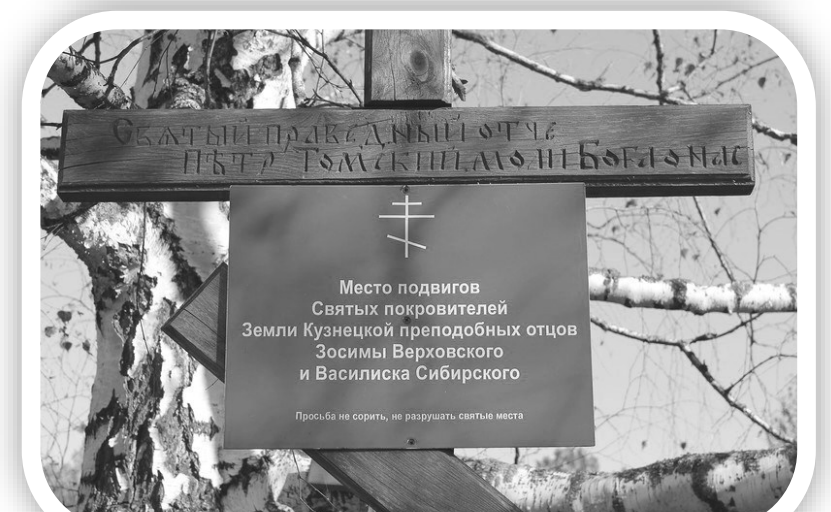 Святый праведный отче
Пѣтр Томский моли Бога о нас
Место подвигов
Святых покровителей
Земли Кузнецкой преподобных отцов
Зосимы Верховского
и Василиска Сибирского
Просьба не сорить, не разрушать святые места